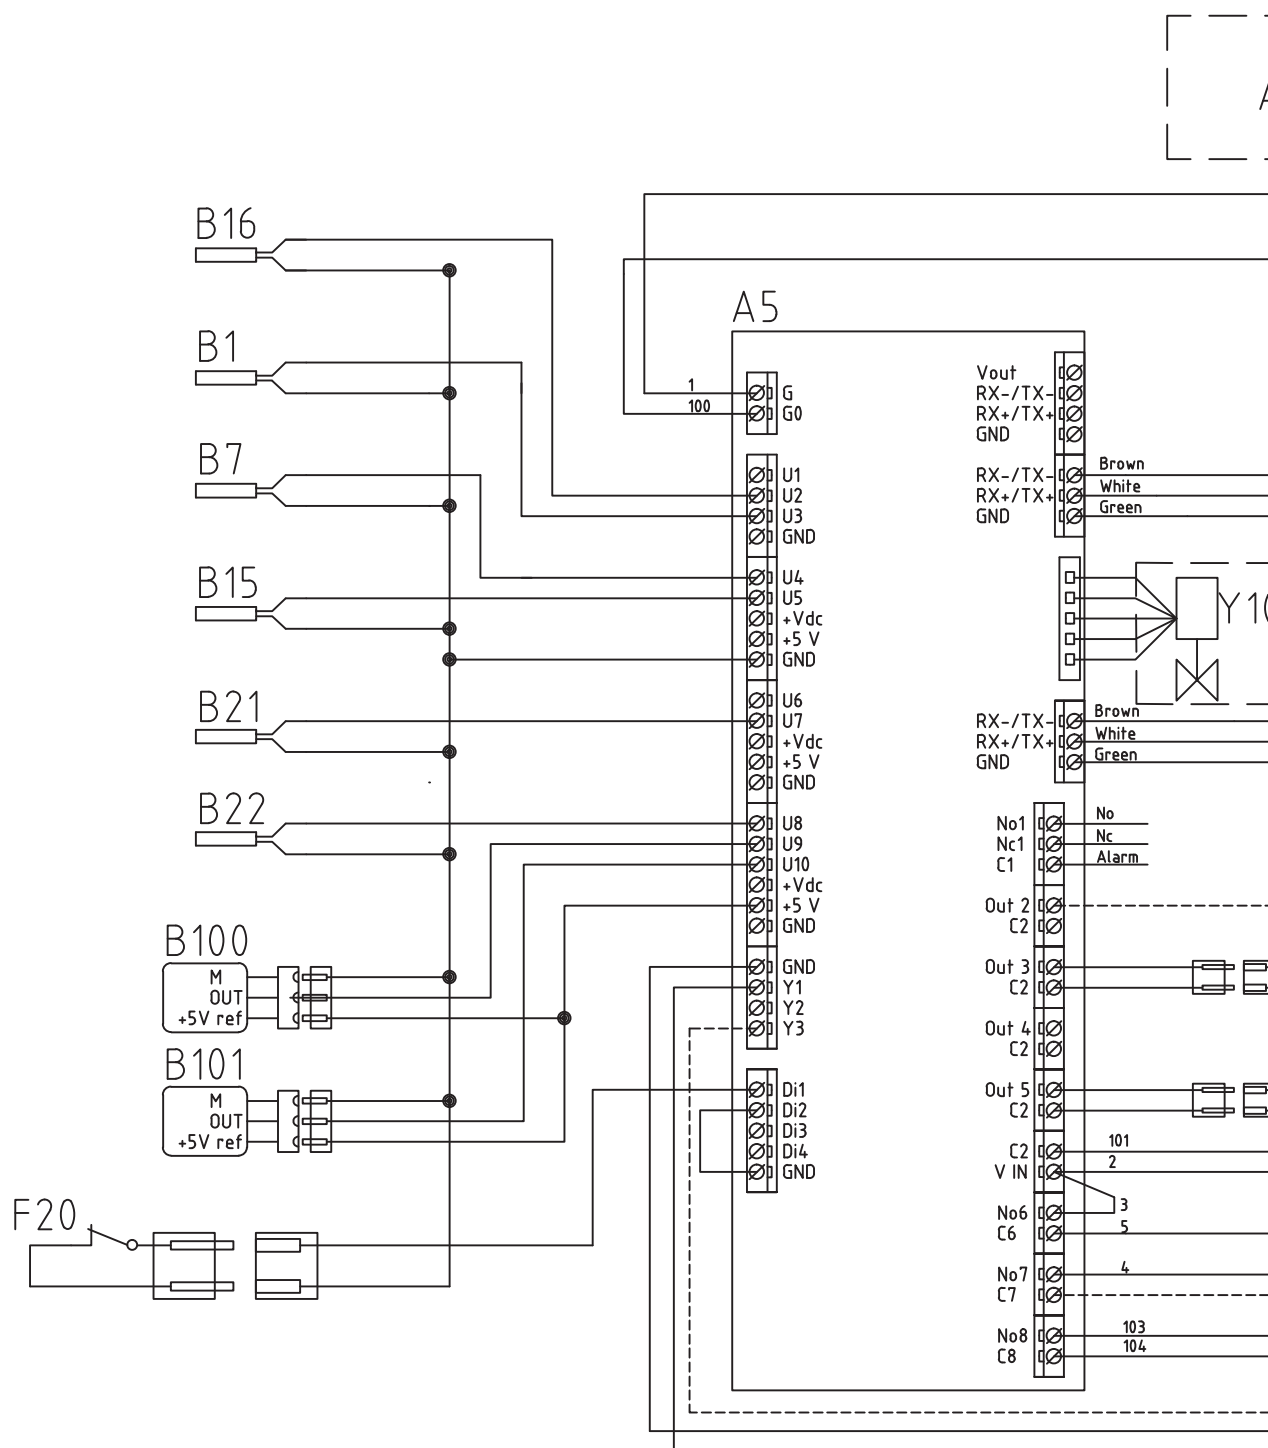 B16
B1
B7
B15
B21
B22
B100
M
OUT
+5V ref
B101
M
OUT
+5V ref
F20
A5
1
100
G
G0
U1
U2
U3
GND
U4
U5
+Vdc
+5 V
GND
U6
U7
+Vdc
+5 V
GND
U8
U9
U10
+Vdc
+5 V
GND
GND
Y1
Y2
Y3
Di1
Di2
Di3
Di4
GND
Vout
RX-/TX-
RX+/TX+
GND
RX-/TX-
RX+/TX+
GND
Brown
White
Green
RX-/TX-
RX+/TX+
GND
Brown
White
Green
No1
Nc1
C1
No
Nc
Alarm
Out 2
C2
Out 3
C2
Out 4
C2
Out 5
C2
C2
V IN
No6
C6
No7
C7
No8
C8
101
2
3
5
4
103
104